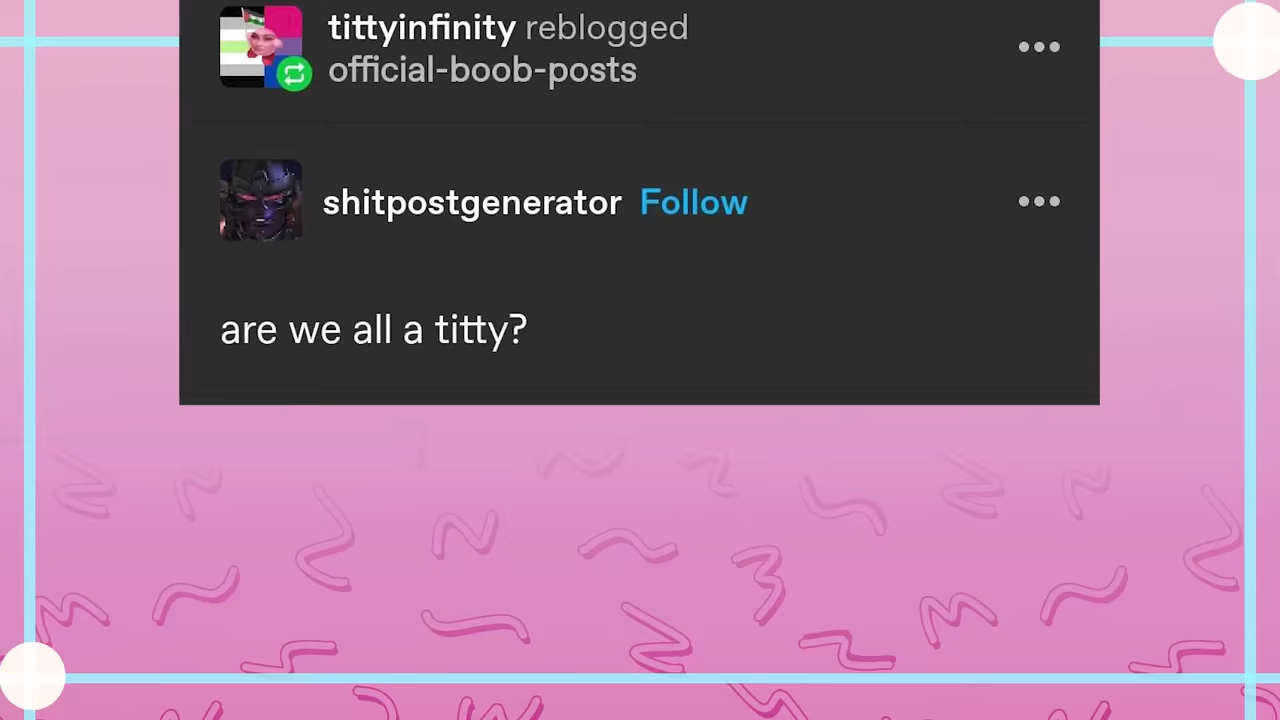 tittyinfinity reblogged
official-boob-posts
shitpostgenerator Follow
are we all a titty?